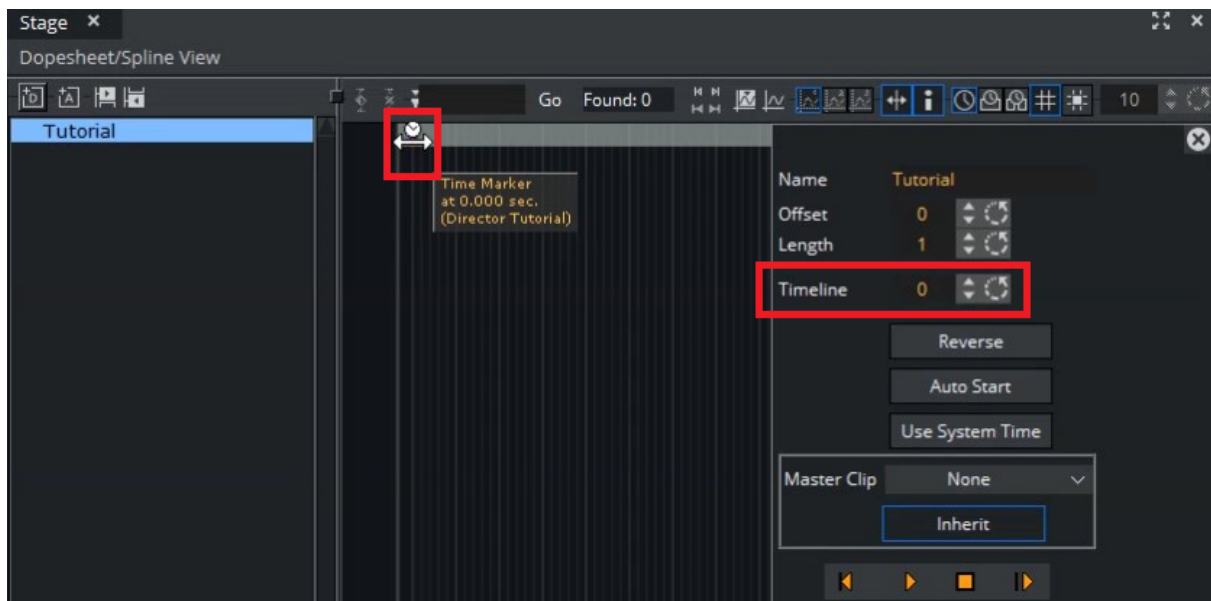 Stage
Dopesheet/Spline View
Go Found: 0 10
Tutorial
Time Marker
at 0.000 sec.
(Director Tutorial)
Name Tutorial
Offset 0
Length 1
Timeline 0
Reverse
Auto Start
Use System Time
Master Clip None
Inherit